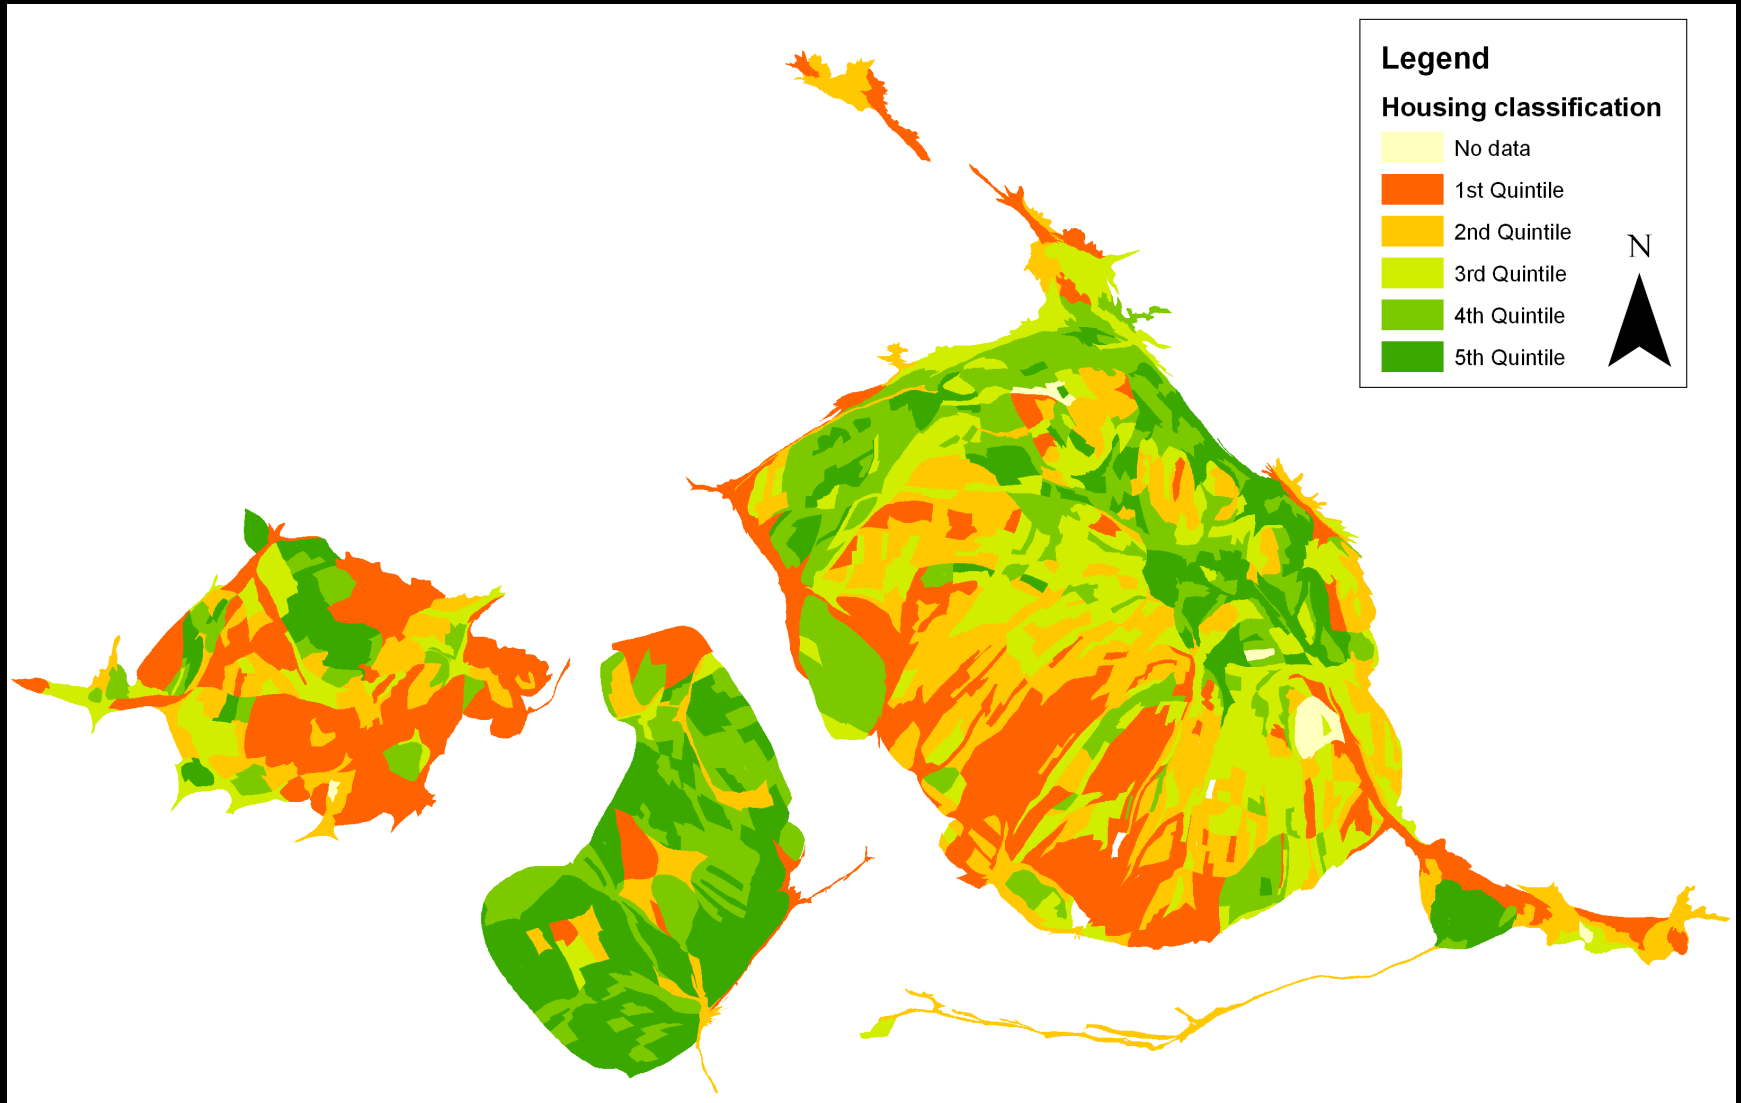 Legend
Housing classification
No data
1st Quintile
2nd Quintile
N
3rd Quintile
4th Quintile
5th Quintile